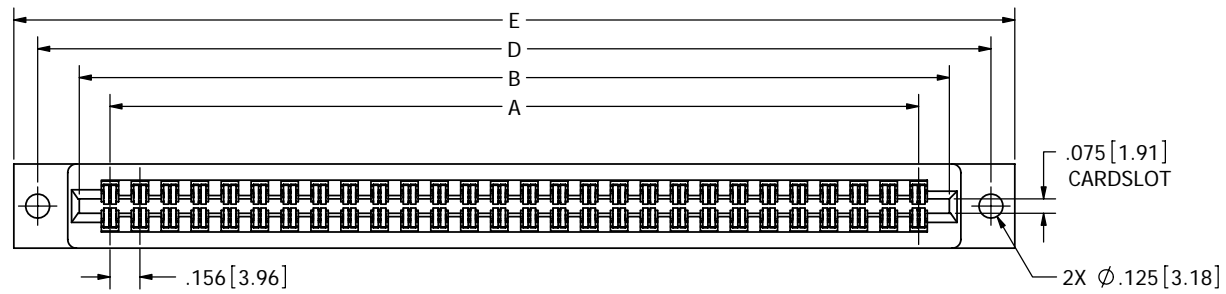 E
D
B
A
.075[1.91]
CARDSLOT
.156[3.96]
2X Ø.125[3.18]